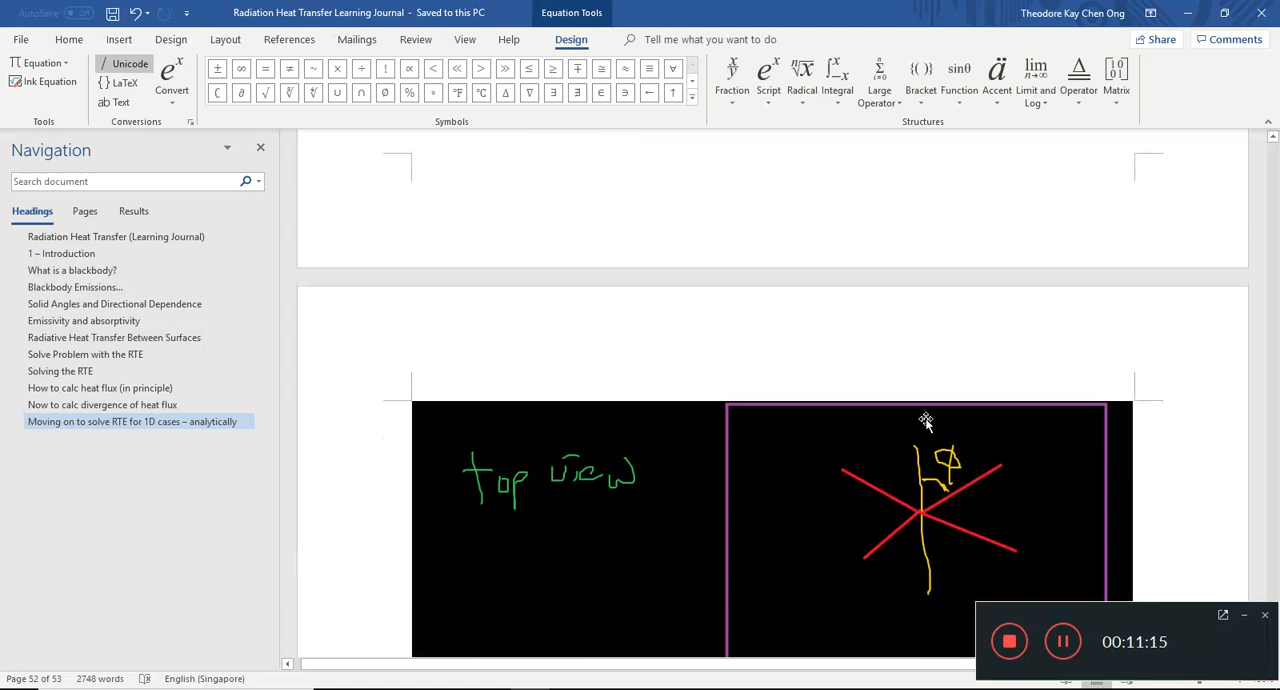 AutoSave
Off
Radiation Heat Transfer Learning Journal - Saved to this PC
Equation Tools
Theodore Kay Chen Ong
File Home Insert Design Layout References Mailings Review View Help Design Tell me what you want to do Share Comments
π Equation
Ink Equation
Unicode
LaTeX
Text
e^x
Convert
± ∞ = ≠ ~ × ÷ ! ∝ < ≪ > ≫ ≤ ≥ ∓ ≅ ≈ ≡ ∀
∁ ∂ √ ∛ ∜ ∪ ∩ ∅ % ° °F °C ∆ ∇ ∃ ∄ ∈ ∋ ← ↑
Fraction Script Radical Integral Large Operator Bracket Function Accent Limit and Log Operator Matrix
Tools Conversions Symbols Structures
Navigation
Search document
Headings Pages Results
Radiation Heat Transfer (Learning Journal)
1 – Introduction
What is a blackbody?
Blackbody Emissions...
Solid Angles and Directional Dependence
Emissivity and absorptivity
Radiative Heat Transfer Between Surfaces
Solve Problem with the RTE
Solving the RTE
How to calc heat flux (in principle)
Now to calc divergence of heat flux
Moving on to solve RTE for 1D cases – analytically
top view
φ
00:11:15
Page 52 of 53 2748 words English (Singapore)